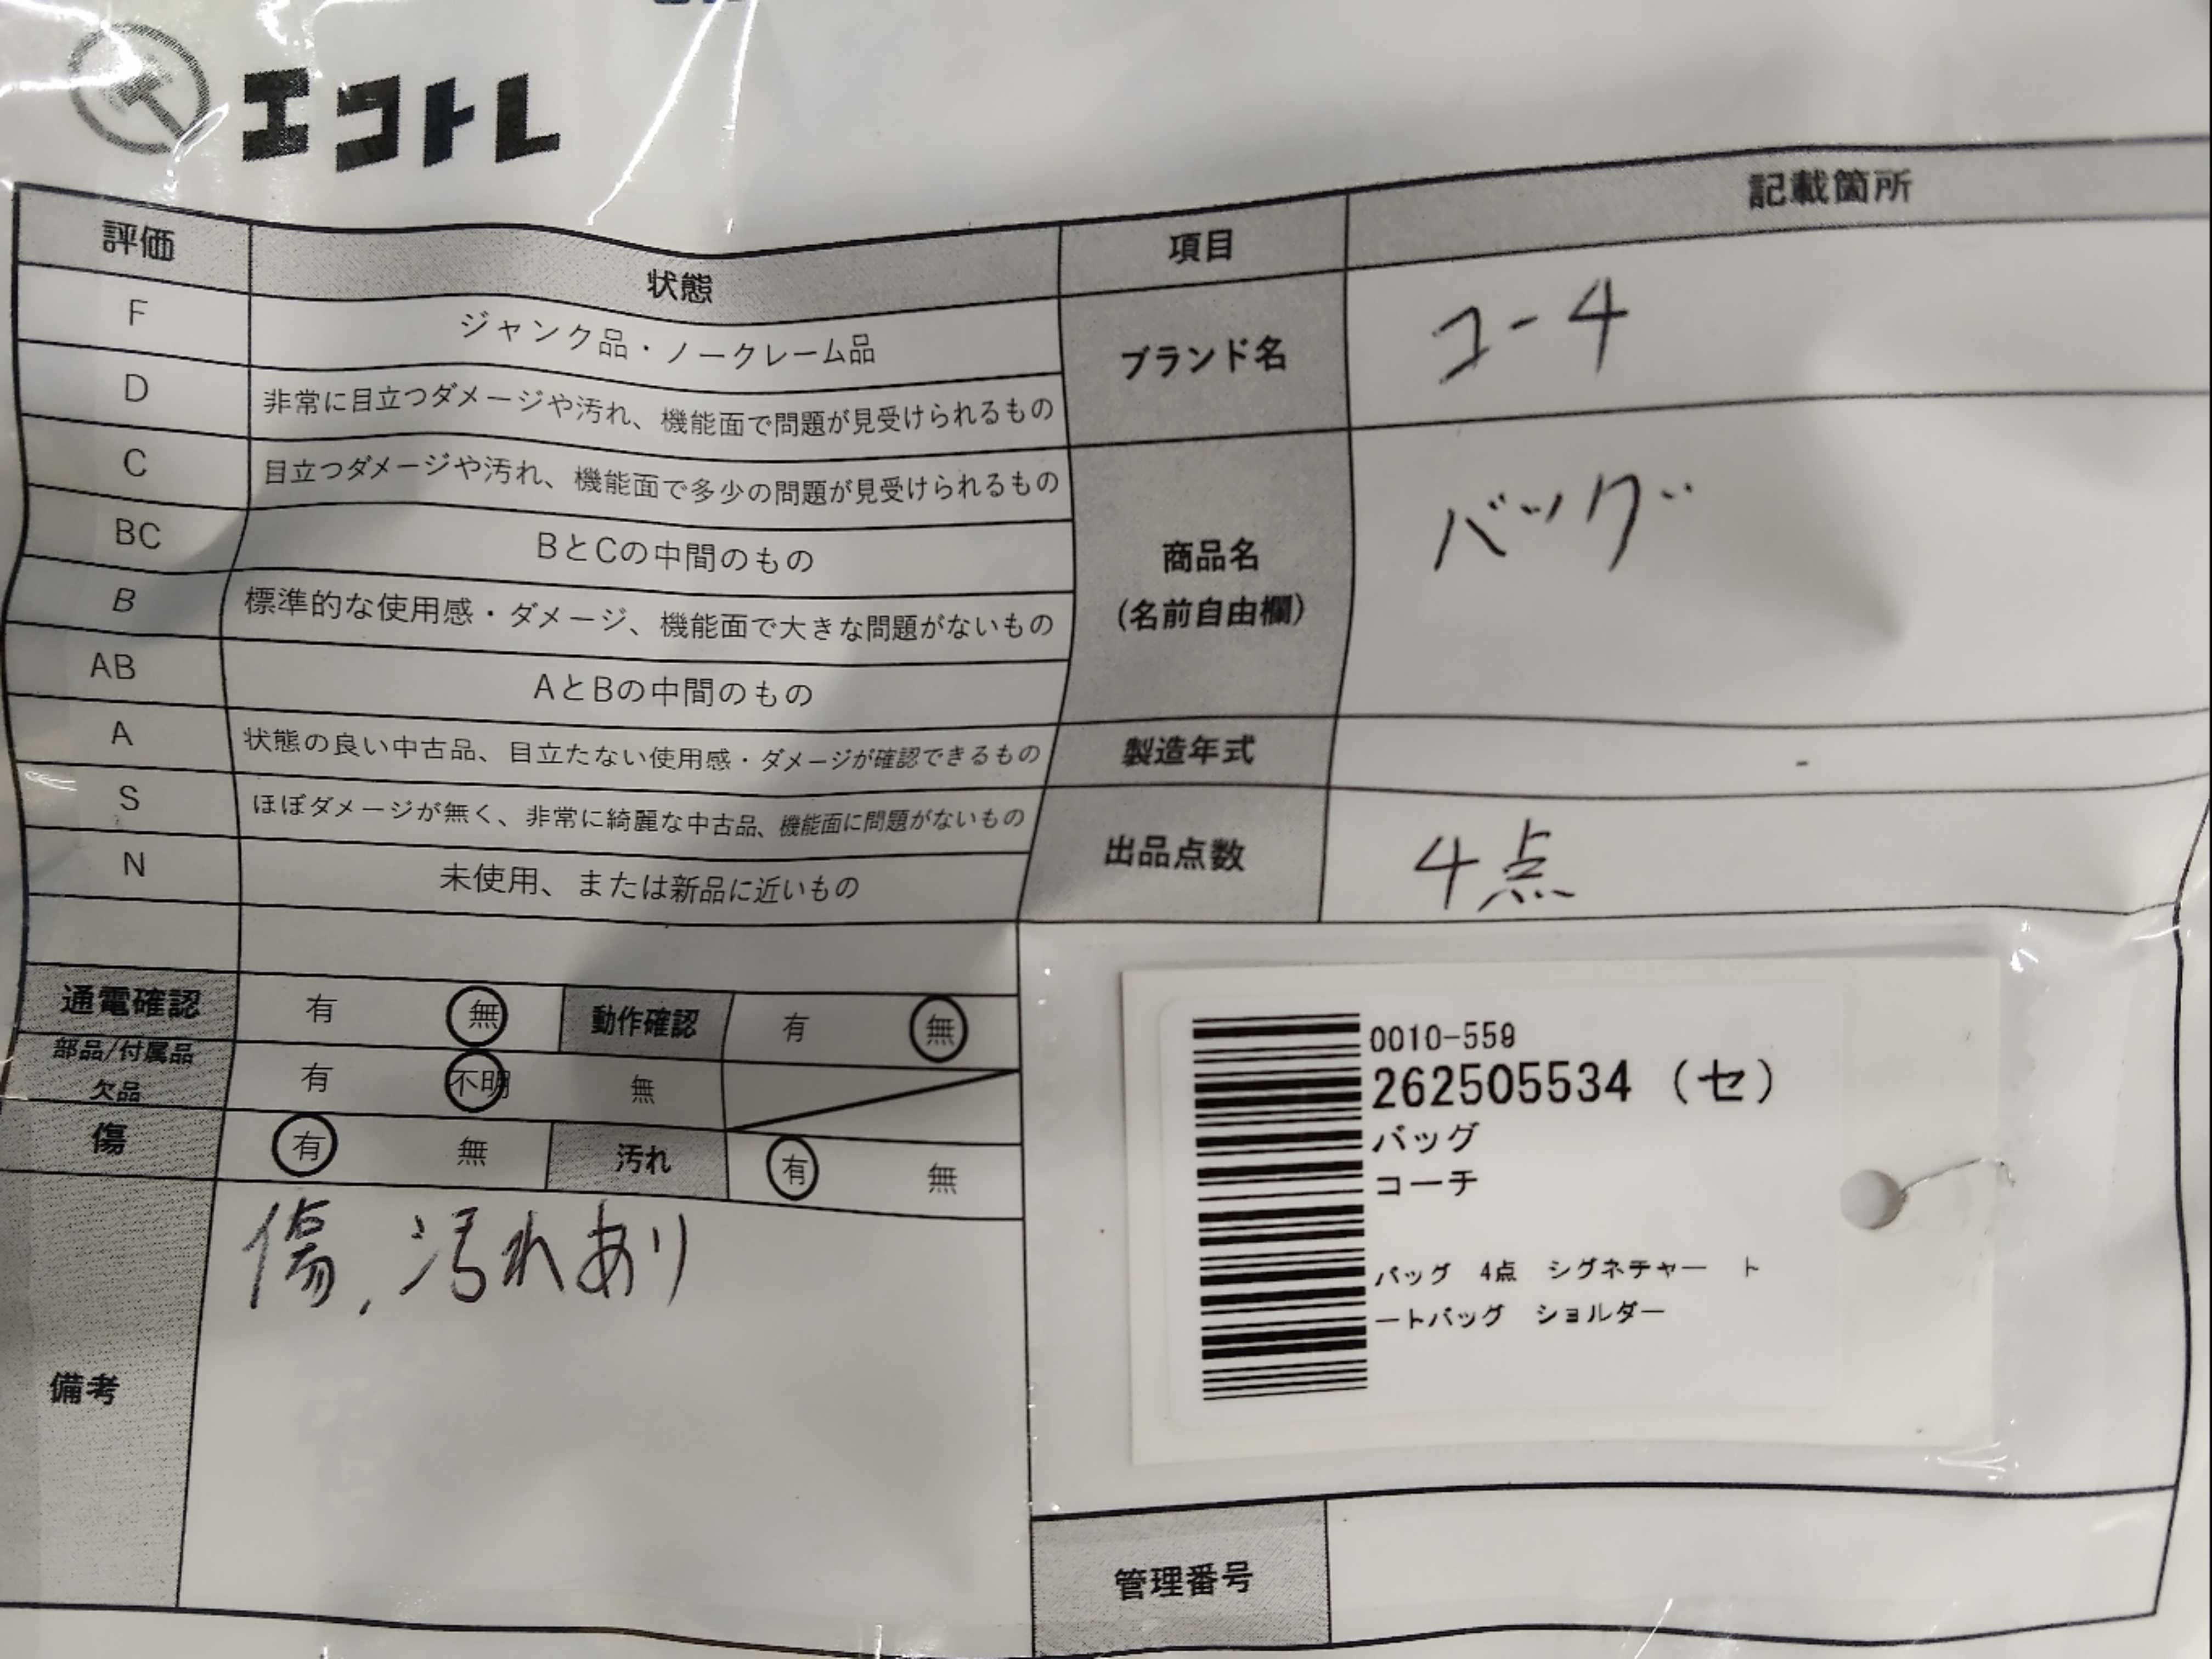 エコトレ
評価 状態 項目 記載箇所
F ジャンク品・ノークレーム品
D 非常に目立つダメージや汚れ、機能面で問題が見受けられるもの
C 目立つダメージや汚れ、機能面で多少の問題が見受けられるもの
BC BとCの中間のもの
B 標準的な使用感・ダメージ、機能面で大きな問題がないもの
AB AとBの中間のもの
A 状態の良い中古品、目立たない使用感・ダメージが確認できるもの
S ほぼダメージが無く、非常に綺麗な中古品、機能面に問題がないもの
N 未使用、または新品に近いもの
ブランド名 コーチ
商品名
(名前自由欄)
バッグ
製造年式 -
出品点数 4点
通電確認 有 無 動作確認 有 無
部品/付属品
欠品
有 不明 無
傷 有 無 汚れ 有 無
備考
傷、汚れあり
0010-559
262505534 (セ)
バッグ
コーチ
バッグ 4点 シグネチャー ト
ートバッグ ショルダー
管理番号